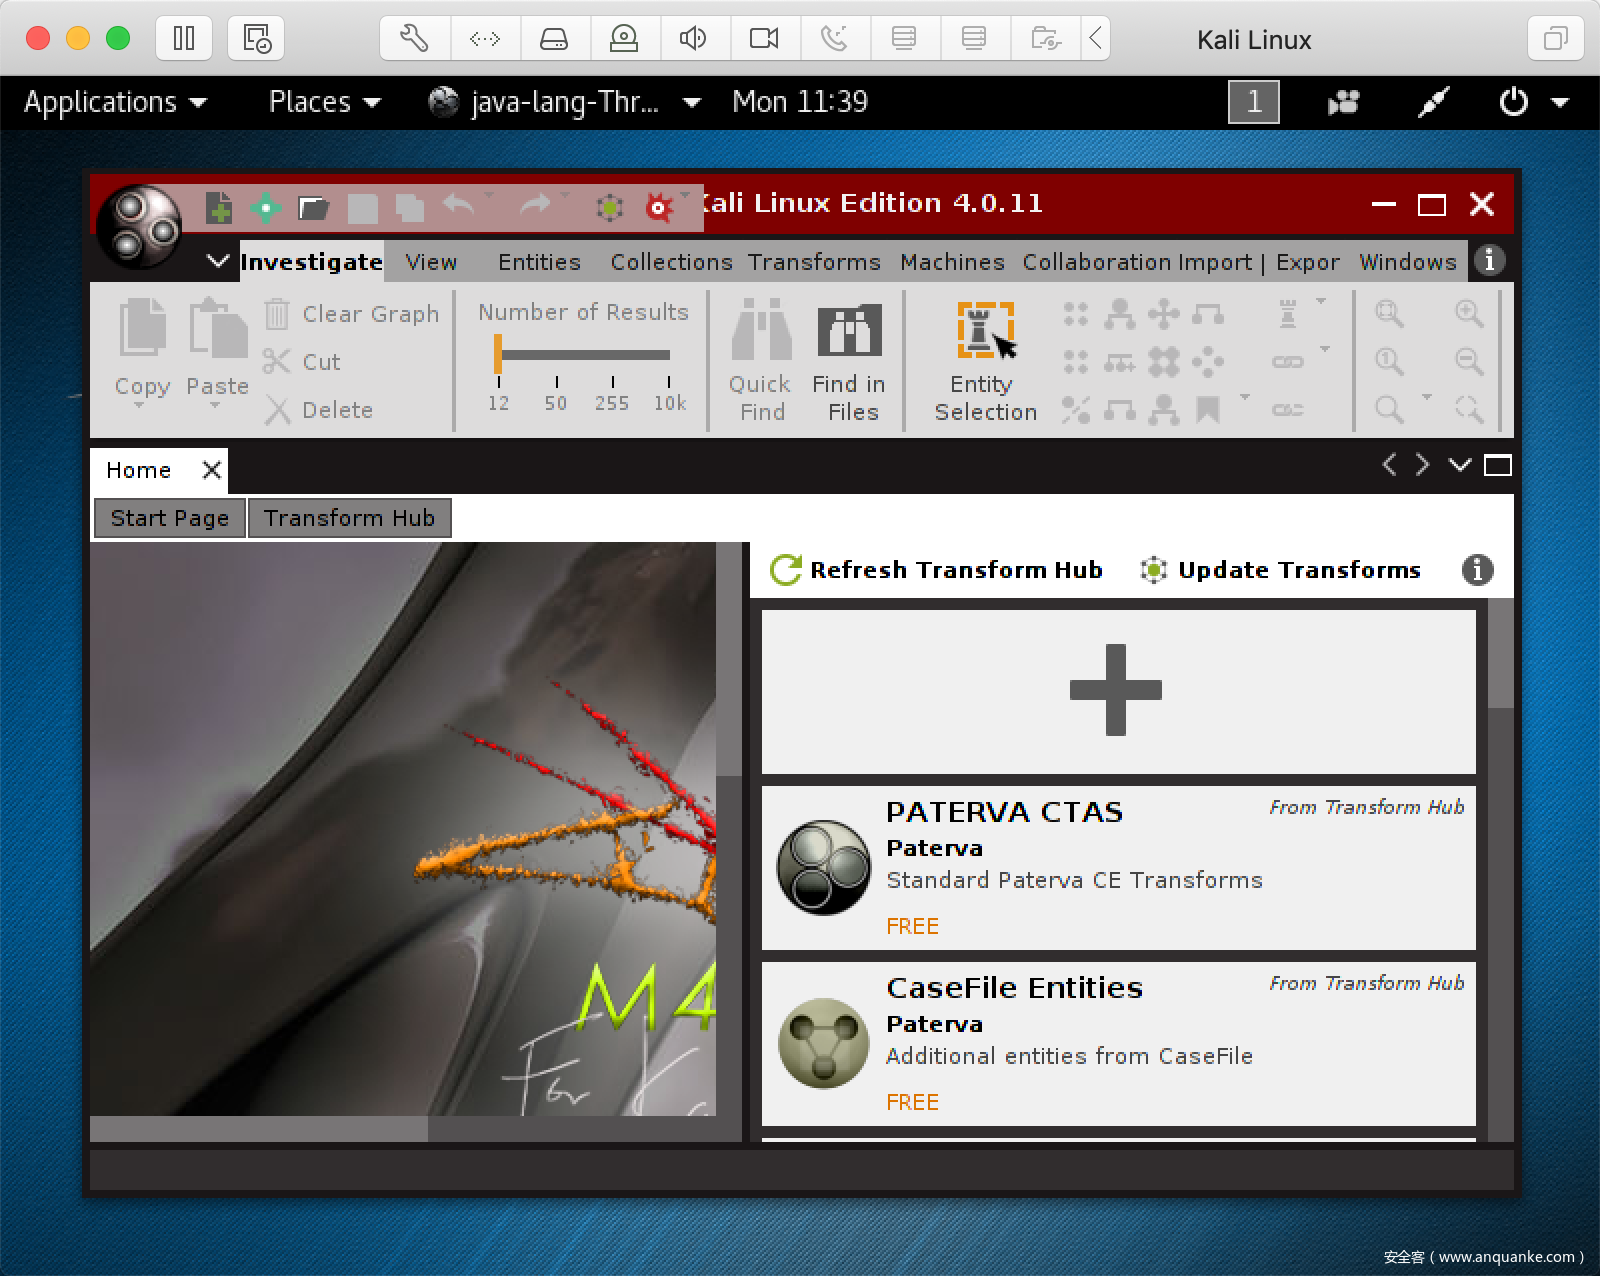 Kali Linux
Applications Places java-lang-Thr... Mon 11:39 1
Kali Linux Edition 4.0.11
Investigate View Entities Collections Transforms Machines Collaboration Import | Expor Windows
Copy
Paste
Clear Graph
Cut
Delete
Number of Results
12 50 255 10k
Quick
Find
Find in
Files
Entity
Selection
Home
Start Page Transform Hub
Refresh Transform Hub Update Transforms
PATERVA CTAS
From Transform Hub
Paterva
Standard Paterva CE Transforms
FREE
CaseFile Entities
From Transform Hub
Paterva
Additional entities from CaseFile
FREE
M4
For
安全客 ( www.anquanke.com )